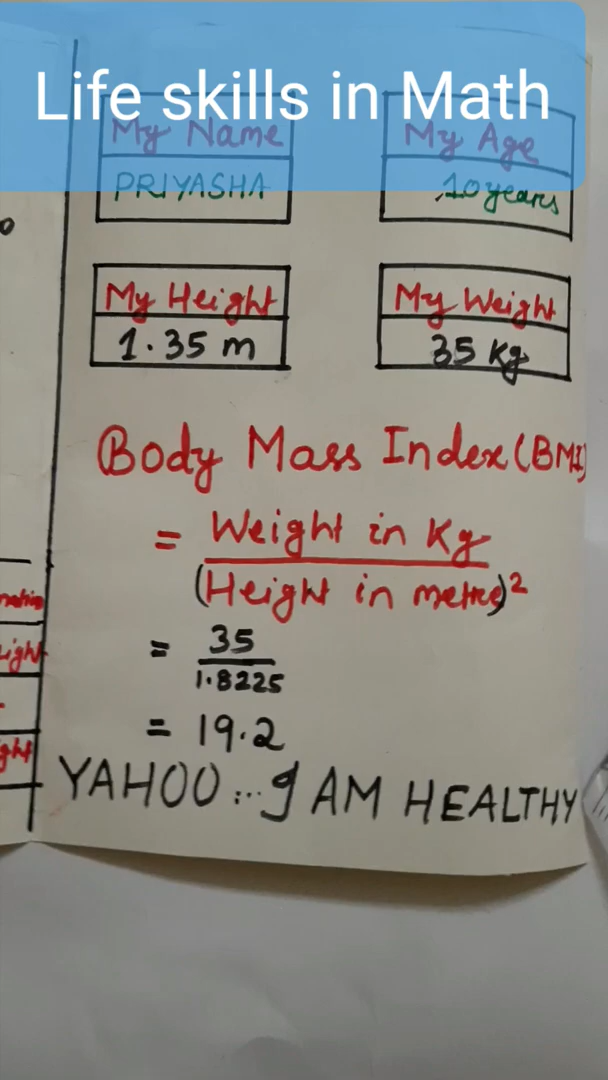 Life skills in Math
My Name
My Age
PRIYASHA
10 years
My Height
My Weight
1.35 m
35 Kg
Body Mass Index (BMI)
= Weight in Kg
(Height in metre)2
= 35
1.8225
= 19.2
YAHOO... I AM HEALTHY